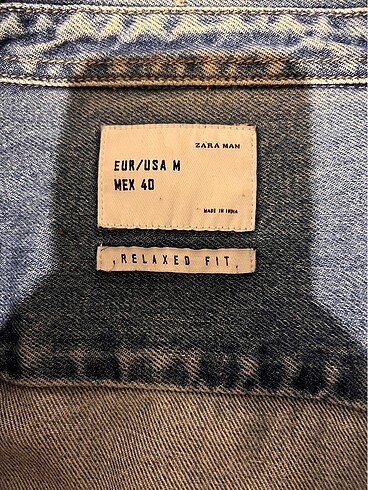 ZARA MAN
EUR/USA M
MEX 40
MADE IN INDIA
RELAXED FIT